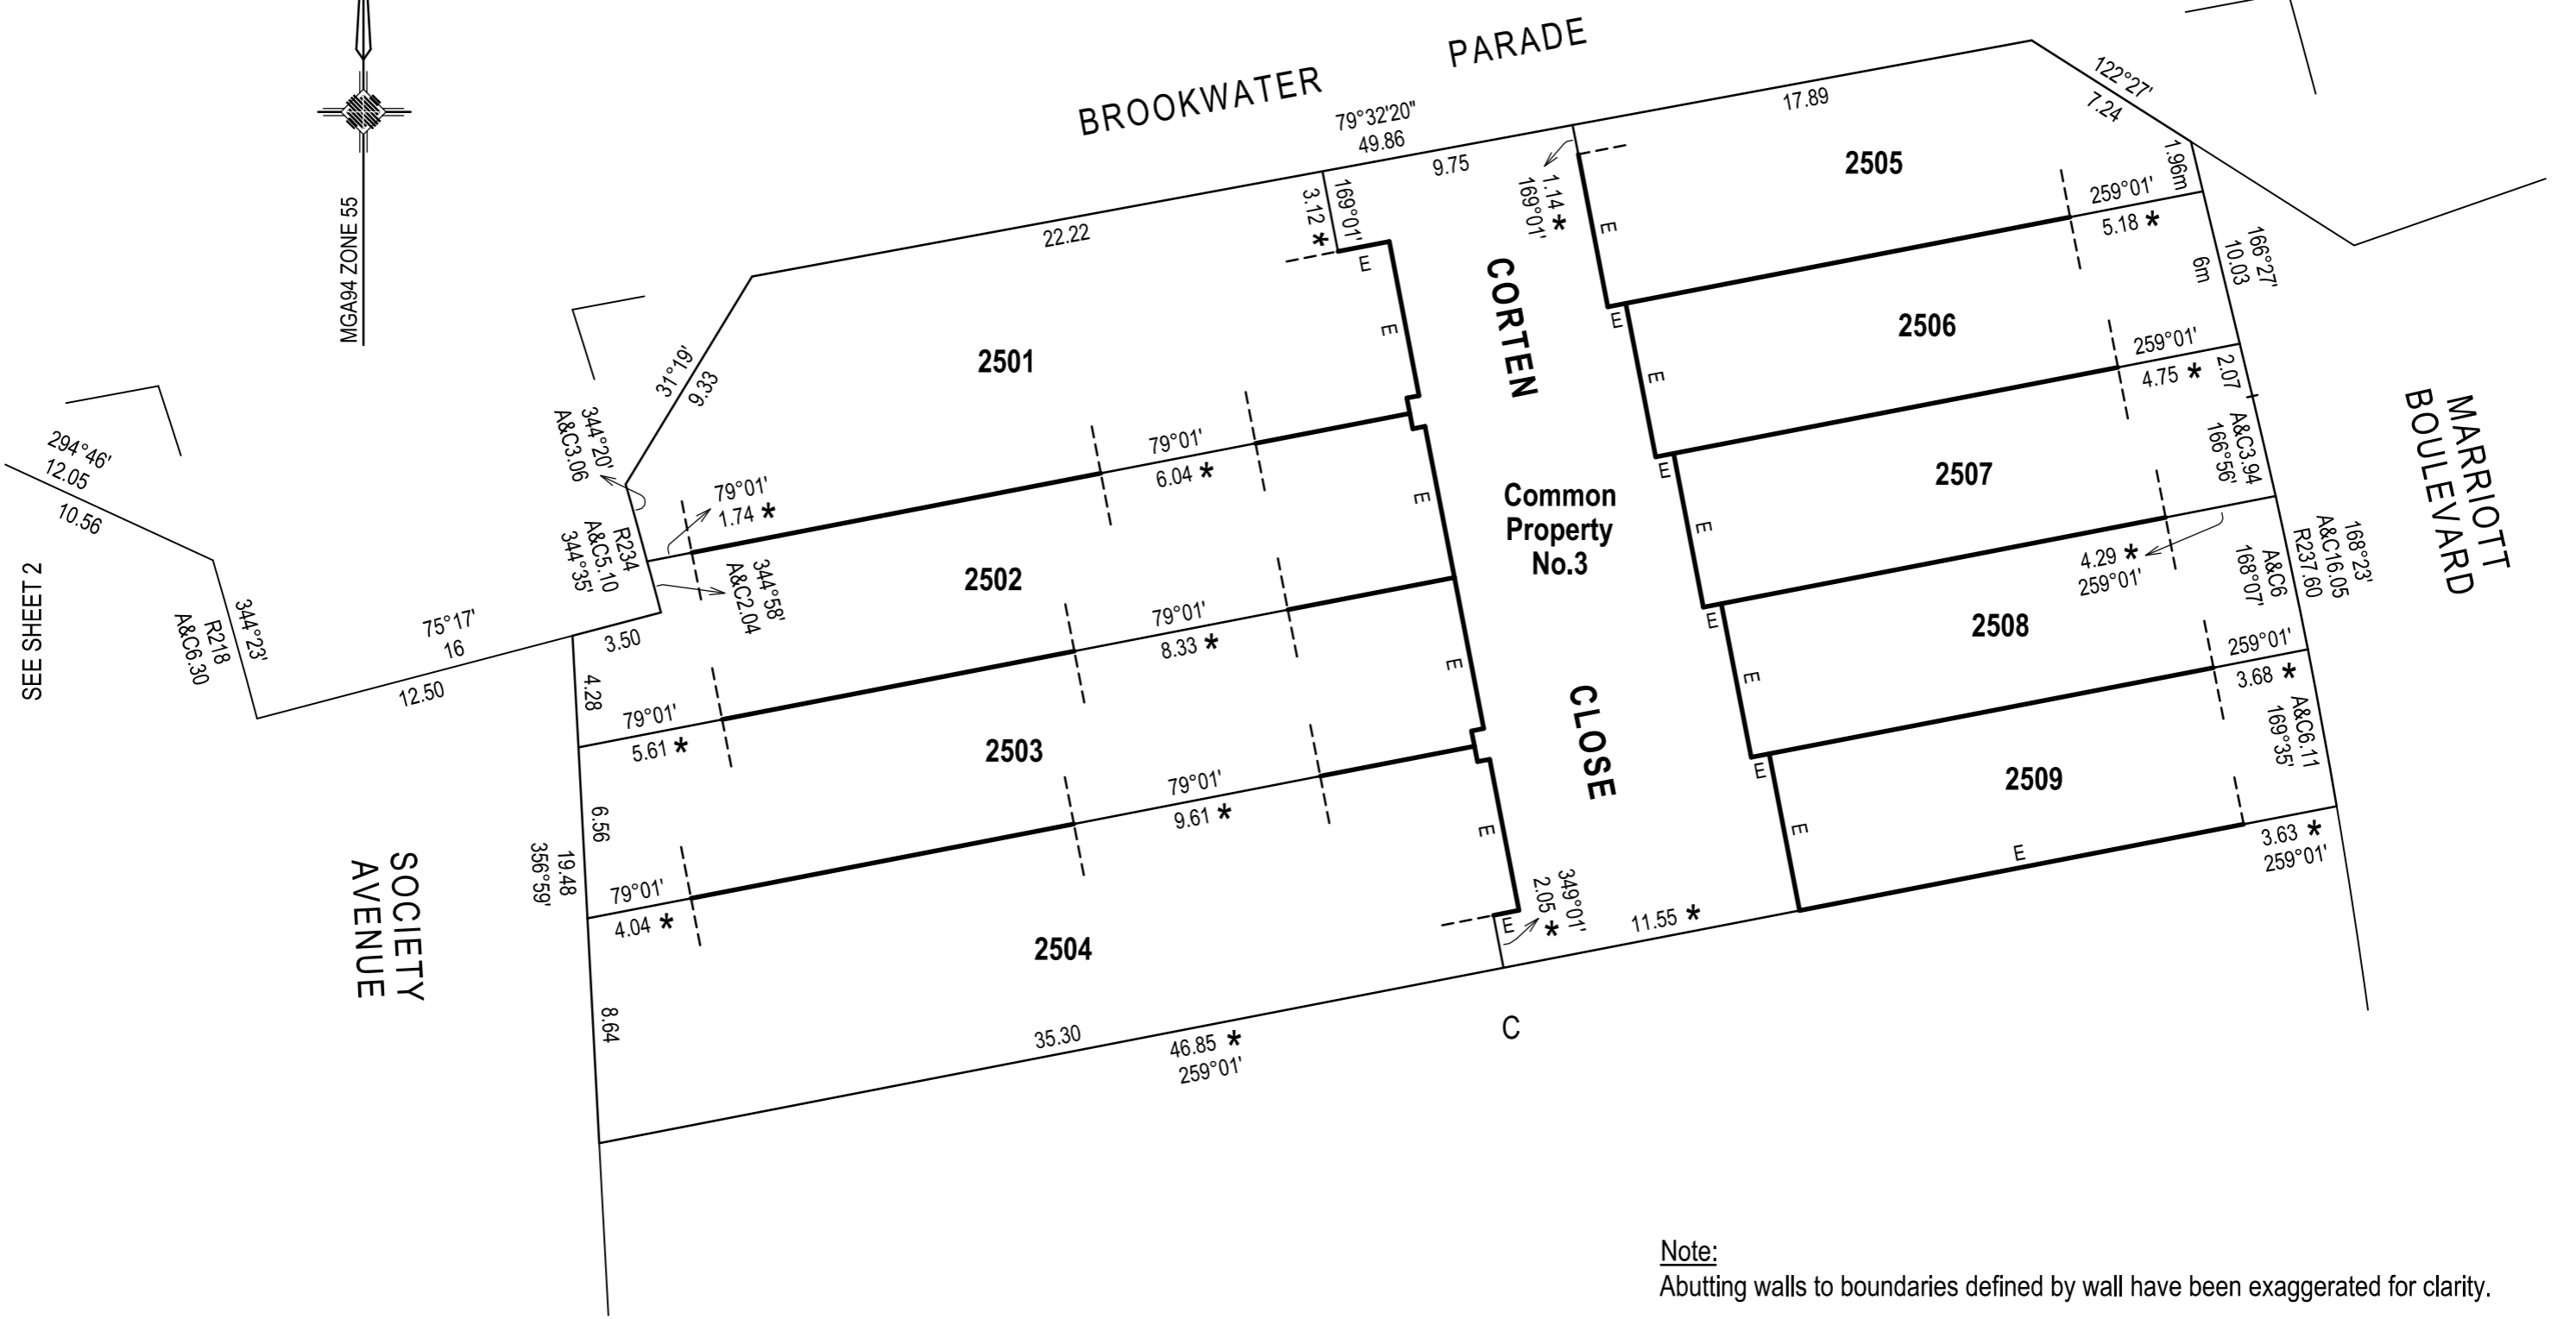 BROOKWATER PARADE
79°32'20"
49.86
9.75
22.22
17.89
122°27'
7.24
MGA94 ZONE 55
169°01'
3.12 *
E
1.14 *
169°01'
E
2505
1.96m
259°01'
5.18 *
166°27'
10.03
6m
E
CORTEN
E
2506
259°01'
4.75 *
2.07
31°19'
9.33
2501
344°20'
A&C3.06
E
MARRIOTT
BOULEVARD
294°46'
12.05
10.56
79°01'
6.04 *
79°01'
1.74 *
E
Common
Property
No.3
E
2507
A&C3.94
166°56'
E
R234
A&C5.10
344°35'
2502
344°58'
A&C2.04
4.29 *
259°01'
168°23'
A&C16.05
R237.60
A&C6
168°07'
SEE SHEET 2
344°23'
R218
A&C6.30
75°17'
16
12.50
3.50
79°01'
8.33 *
E
E
2508
259°01'
3.68 *
E
4.28
79°01'
5.61 *
CLOSE
2503
A&C6.11
169°35'
E
2509
79°01'
9.61 *
E
6.56
19.48
356°59'
E
E
3.63 *
259°01'
SOCIETY
AVENUE
79°01'
4.04 *
349°01'
2.05 *
E
11.55 *
2504
8.64
35.30
46.85 *
259°01'
C
Note:
Abutting walls to boundaries defined by wall have been exaggerated for clarity.